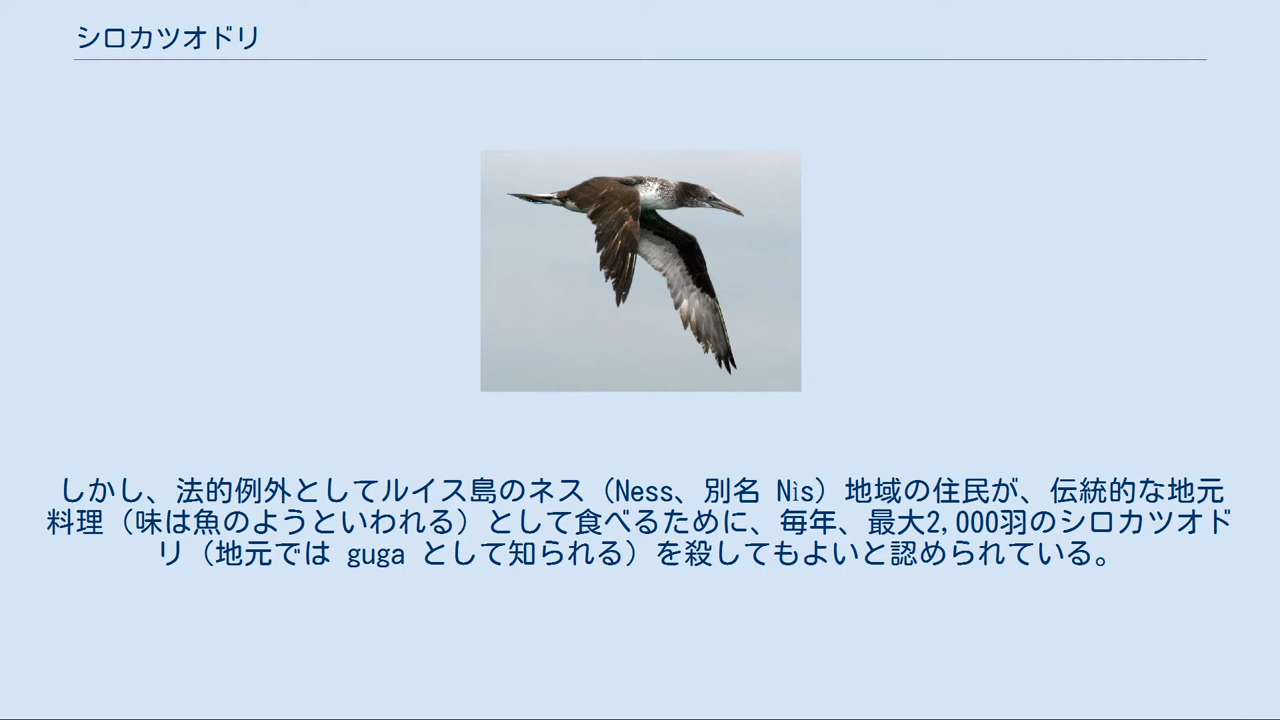 シロカツオドリ
しかし、法的例外としてルイス島のネス（Ness、別名 Nìs）地域の住民が、伝統的な地元
料理（味は魚のようといわれる）として食べるために、毎年、最大2,000羽のシロカツオド
リ（地元では guga として知られる）を殺してもよいと認められている。